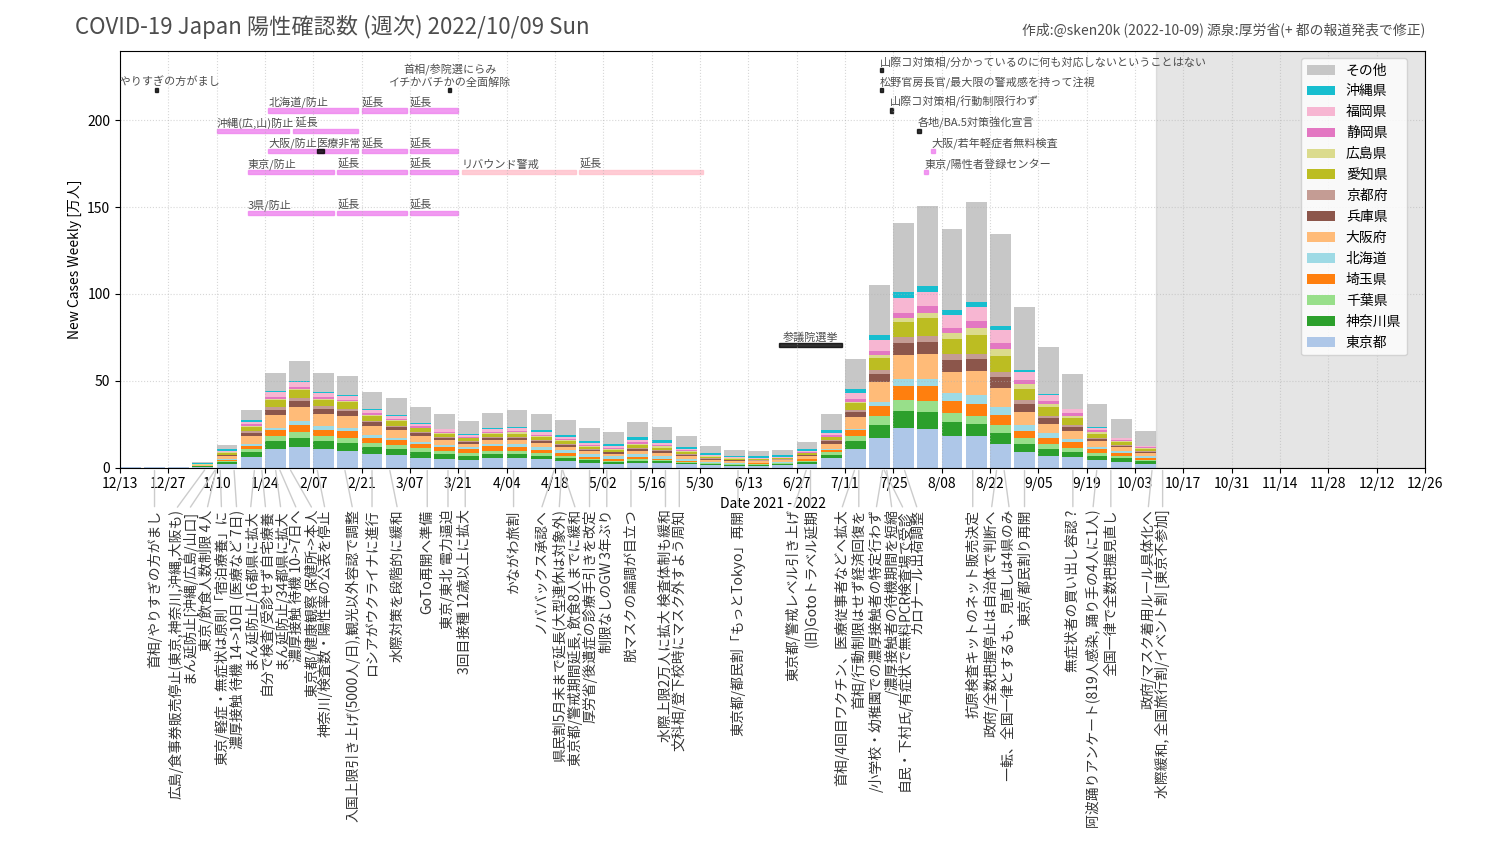 COVID-19 Japan 陽性確認数 (週次) 2022/10/09 Sun
作成:@sken20k (2022-10-09) 源泉:厚労省(+ 都の報道発表で修正)
やりすぎの方がまし
首相/参院選にらみ
イチかバチかの全面解除
山際コ対策相/分かっているのに何も対応しないということはない
松野官房長官/最大限の警戒感を持って注視
北海道/防止 延長 延長
山際コ対策相/行動制限行わず
沖縄(広,山)防止 延長
各地/BA.5対策強化宣言
大阪/防止 医療非常 延長 延長
大阪/若年軽症者無料検査
東京/防止 延長 延長 リバウンド警戒 延長
東京/陽性者登録センター
3県/防止 延長 延長
参議院選挙
その他
沖縄県
福岡県
静岡県
広島県
愛知県
京都府
兵庫県
大阪府
北海道
埼玉県
千葉県
神奈川県
東京都
New Cases Weekly [万人]
200
150
100
50
0
12/13 12/27 1/10 1/24 2/07 2/21 3/07 3/21 4/04 4/18 5/02 5/16 5/30 6/13 6/27 7/11 7/25 8/08 8/22 9/05 9/19 10/03 10/17 10/31 11/14 11/28 12/12 12/26
Date 2021 - 2022
首相/やりすぎの方がまし
広島/食事券販売停止(東京,神奈川,沖縄,大阪も)
まん延防止[沖縄/広島/山口]
東京/飲食人数制限 4人
東京/軽症・無症状は原則「宿泊療養」に
濃厚接触 待機 14->10日 (医療など 7日)
まん延防止/16都県に拡大
自分で検査/受診せず自宅療養
まん延防止/34都県に拡大
濃厚接触 待機 10->7日へ
東京都/健康観察 保健所->本人
神奈川/検査数・陽性率の公表を停止
入国上限引き上げ(5000人/日),観光以外容認で調整
ロシアがウクライナに進行
水際対策を段階的に緩和
GoTo再開へ準備
東京/東北 電力逼迫
3回目接種 12歳以上に拡大
かながわ旅割
ノババックス承認へ
県民割5月末まで延長(大型連休は対象外)
東京都/警戒期間延長, 飲食8人までに緩和
厚労省/後遺症の診療手引きを改定
制限なしのGW 3年ぶり
脱マスクの論調が目立つ
水際上限2万人に拡大 検査体制も緩和
文科相/登下校時にマスク外すよう周知
東京都/都民割「もっとTokyo」再開
東京都/警戒レベル引き上げ
(旧)Gotoトラベル延期
首相/4回目ワクチン、医療従事者などへ拡大
首相/行動制限はせず経済回復を
/小学校・幼稚園での濃厚接触者の特定行わず
/濃厚接触者の待機期間を短縮
自民・下村氏/有症状で無料PCR検査場で受診
カロナール出荷調整
抗原検査キットのネット販売決定
政府/全数把握停止は自治体で判断へ
一転、全国一律とするも、見直しは4県のみ
東京/都民割り再開
無症状者の買い出し容認？
阿波踊りアンケート(819人感染, 踊り手の4人に1人)
全国一律で全数把握見直し
政府/マスク着用ルール具体化へ
水際緩和, 全国旅行割/イベント割 [東京不参加]